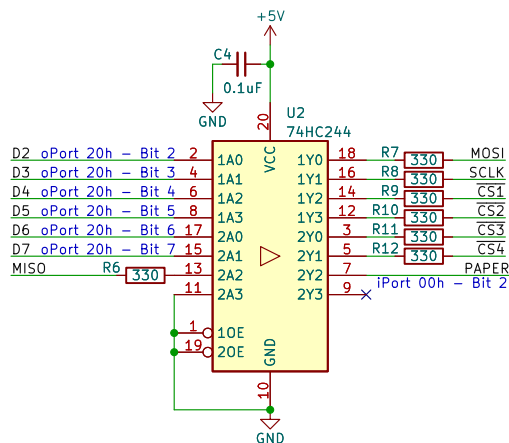 +5V
C4
0.1uF
GND
U2
74HC244
20
VCC
D2 oPort 20h – Bit 2 2 1A0 1Y0 18 R7 330 MOSI
D3 oPort 20h – Bit 3 4 1A1 1Y1 16 R8 330 SCLK
D4 oPort 20h – Bit 4 6 1A2 1Y2 14 R9 330 CS1
D5 oPort 20h – Bit 5 8 1A3 1Y3 12 R10 330 CS2
D6 oPort 20h – Bit 6 17 2A0 2Y0 3 R11 330 CS3
D7 oPort 20h – Bit 7 15 2A1 2Y1 5 R12 330 CS4
MISO R6 330 13 2A2 2Y2 7 PAPER
iPort 00h – Bit 2
11 2A3 2Y3 9
1 1OE
19 2OE
GND
10
GND